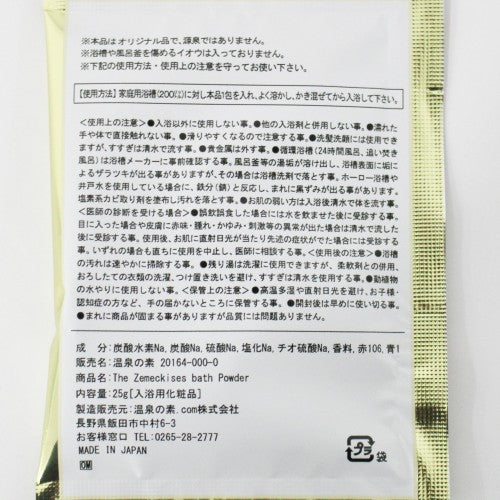 ※本品はオリジナル品で、源泉ではありません。
※浴槽や風呂釜を傷めるイオウは入っておりません。
※下記の使用方法・使用上の注意を守ってお使い下さい。
【使用方法】家庭用浴槽(200㍑)に対し本品1包を入れ、よく溶かし、かき混ぜてから入浴して下さい。
<使用上の注意>●入浴以外に使用しない事。●他の入浴剤と併用しない事。●濡れた
手や体で直接触れない事。●滑りやすくなるので注意する事。●洗髪洗顔には使用でき
ますが、すすぎは清水で流す事。●貴金属は外す事。●循環浴槽(24時間風呂、追い焚き
風呂)は浴槽メーカーに事前確認する事。風呂釜等の湯垢が溶け出し、浴槽表面に垢に
よるザラツキが出る事がありますが、その場合は浴槽洗剤で落とす事。ホーロー浴槽や
井戸水を使用している場合に、鉄分(錆)と反応し、まれに黒ずみが出る事があります。
塩素系カビ取り剤を塗布し汚れを落とす事。●お肌の弱い方は入浴後清水で体を流す事。
<医師の診断を受ける場合>●誤飲誤食した場合には水を飲ませた後に受診する事。
目に入った場合や皮膚に赤味・腫れ・かゆみ・刺激等の異常が出た場合は清水で流した
後に受診する事。使用後、お肌に直射日光が当たり先述の症状がでた場合には受診する
事。いずれの場合も直ちに使用を中止し、医師に相談する事。<使用後の注意>●浴槽
の汚れは速やかに掃除する事。●残り湯は洗濯に使用できますが、柔軟剤との併用、
おろしたての衣類の洗濯、つけ置き洗いを避け、すすぎは清水を使用する事。●動植物
の水やりに使用しない事。<保管上の注意>●高温多湿や直射日光を避け、お子様・
認知症の方など、手の届かないところに保管する事。●開封後は早めに使い切る事。
●まれに商品が固まる事がありますが品質には問題ありません。
成 分:炭酸水素Na, 炭酸Na, 硫酸Na, 塩化Na, チオ硫酸Na, 香料, 赤106, 青1
販売名:温泉の素 20164-000-0
商品名:The Zemeckises bath Powder
内容量:25g[入浴用化粧品]
製造販売元:温泉の素.com株式会社
長野県飯田市中村6-3
お客様窓口 TEL:0265-28-2777
MADE IN JAPAN
OM
プラ
袋